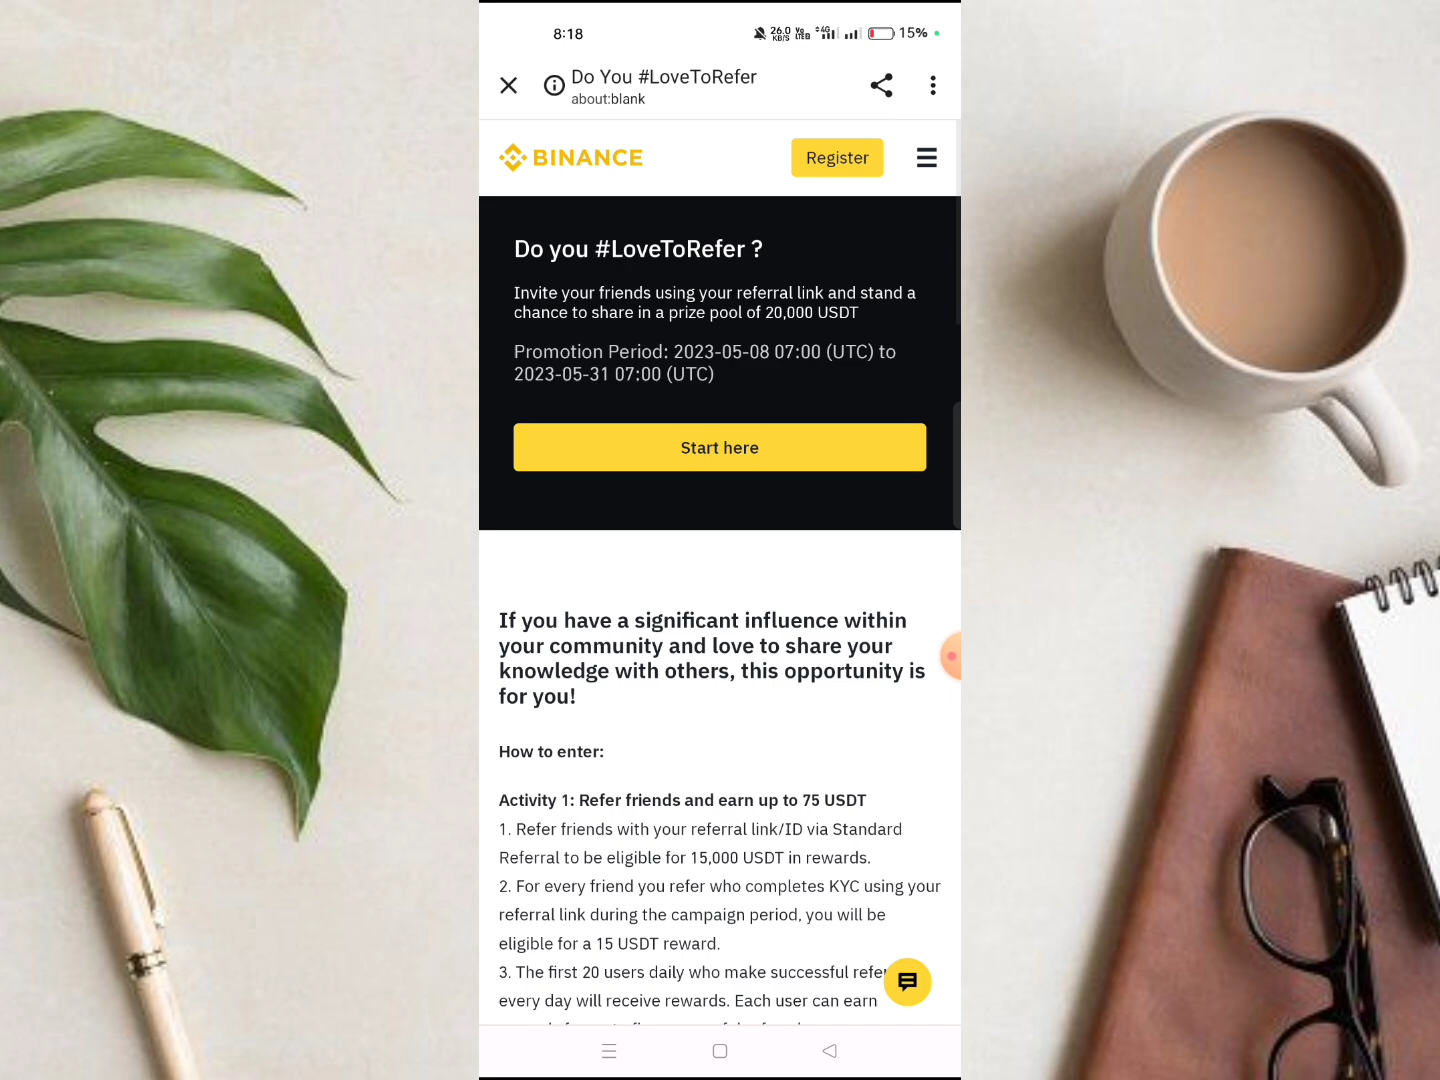 8:18
26.0 KB/S Vo LTE 4G 15%
Do You #LoveToRefer
about:blank
BINANCE
Register
Do you #LoveToRefer ?
Invite your friends using your referral link and stand a
chance to share in a prize pool of 20,000 USDT
Promotion Period: 2023-05-08 07:00 (UTC) to
2023-05-31 07:00 (UTC)
Start here
If you have a significant influence within
your community and love to share your
knowledge with others, this opportunity is
for you!
How to enter:
Activity 1: Refer friends and earn up to 75 USDT
1. Refer friends with your referral link/ID via Standard
Referral to be eligible for 15,000 USDT in rewards.
2. For every friend you refer who completes KYC using your
referral link during the campaign period, you will be
eligible for a 15 USDT reward.
3. The first 20 users daily who make successful
every day will receive rewards. Each user can earn